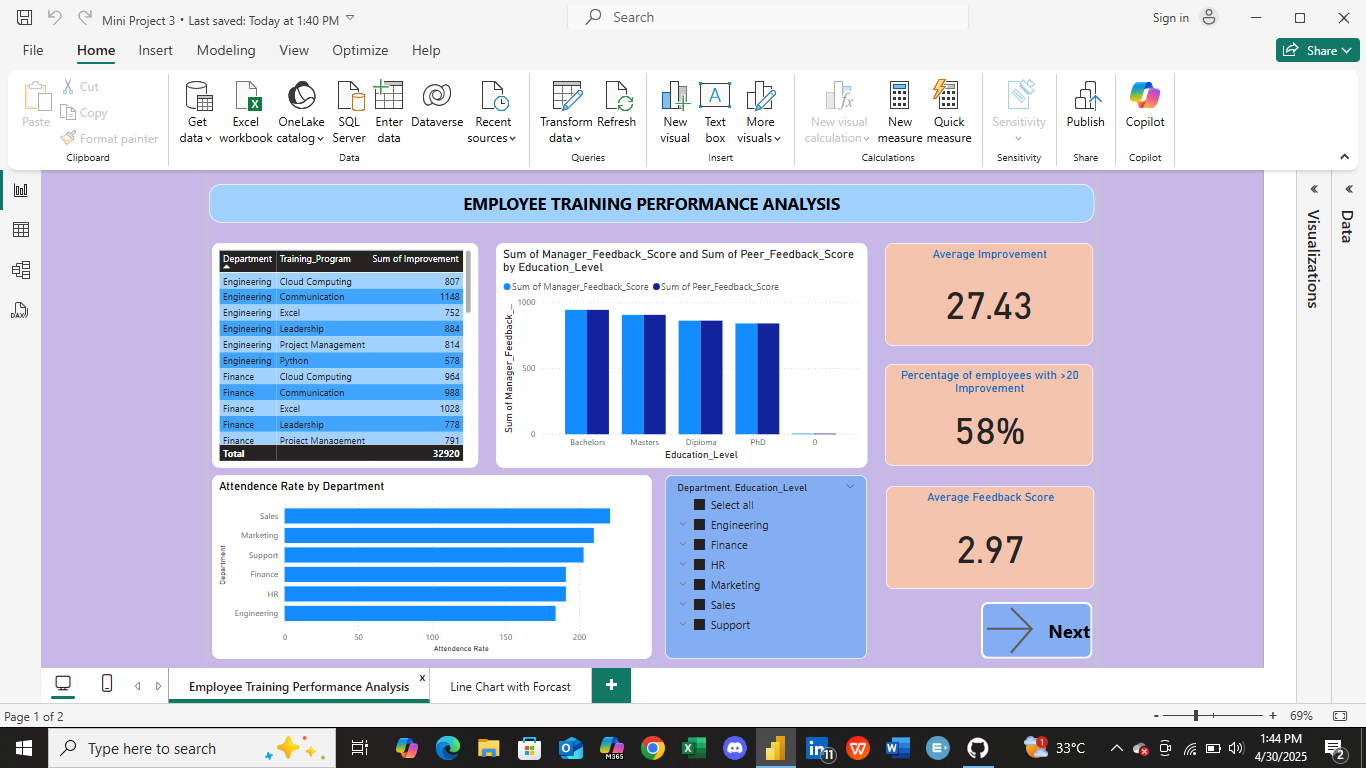 Mini Project 3 • Last saved: Today at 1:40 PM
Search
Sign in
File Home Insert Modeling View Optimize Help
Share
Paste
Cut
Copy
Format painter
Clipboard
Get data
Excel workbook
OneLake catalog
SQL Server
Enter data
Dataverse
Recent sources
Data
Transform data
Refresh
Queries
New visual
Text box
More visuals
Insert
New visual calculation
New measure
Quick measure
Calculations
Sensitivity
Sensitivity
Publish
Share
Copilot
Copilot
EMPLOYEE TRAINING PERFORMANCE ANALYSIS
Department Training_Program Sum of Improvement
Engineering Cloud Computing 807
Engineering Communication 1148
Engineering Excel 752
Engineering Leadership 884
Engineering Project Management 814
Engineering Python 578
Finance Cloud Computing 964
Finance Communication 988
Finance Excel 1028
Finance Leadership 778
Finance Project Management 791
Total 32920
Sum of Manager_Feedback_Score and Sum of Peer_Feedback_Score
by Education_Level
Sum of Manager_Feedback_Score Sum of Peer_Feedback_Score
Sum of Manager_Feedback_...
1000
500
0
Bachelors Masters Diploma PhD 0
Education_Level
Average Improvement
27.43
Percentage of employees with >20
Improvement
58%
Average Feedback Score
2.97
Next
Attendence Rate by Department
Department
Sales
Marketing
Support
Finance
HR
Engineering
0 50 100 150 200
Attendence Rate
Department, Education_Level
Select all
Engineering
Finance
HR
Marketing
Sales
Support
Visualizations
Data
DAX
Employee Training Performance Analysis
x
Line Chart with Forcast
+
Page 1 of 2
- + 69%
Type here to search
M365
11
1
33°C
1:44 PM
4/30/2025
2